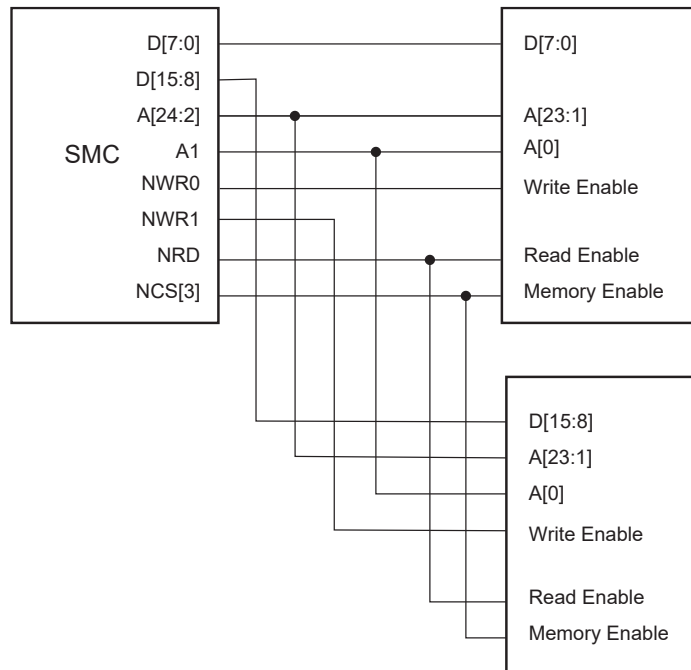 D[7:0]
D[15:8]
A[24:2]
SMC
A1
NWR0
NWR1
NRD
NCS[3]
D[7:0]
A[23:1]
A[0]
Write Enable
Read Enable
Memory Enable
D[15:8]
A[23:1]
A[0]
Write Enable
Read Enable
Memory Enable